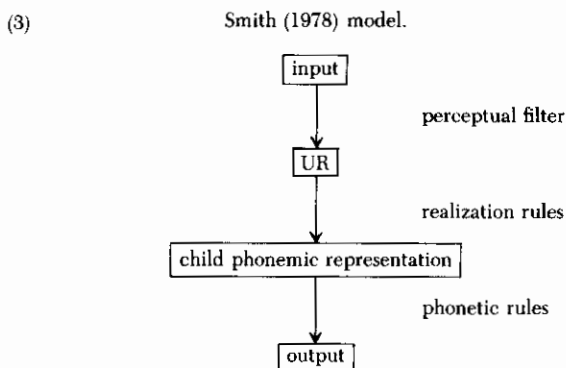 (3) Smith (1978) model.
input
perceptual filter
UR
realization rules
child phonemic representation
phonetic rules
output